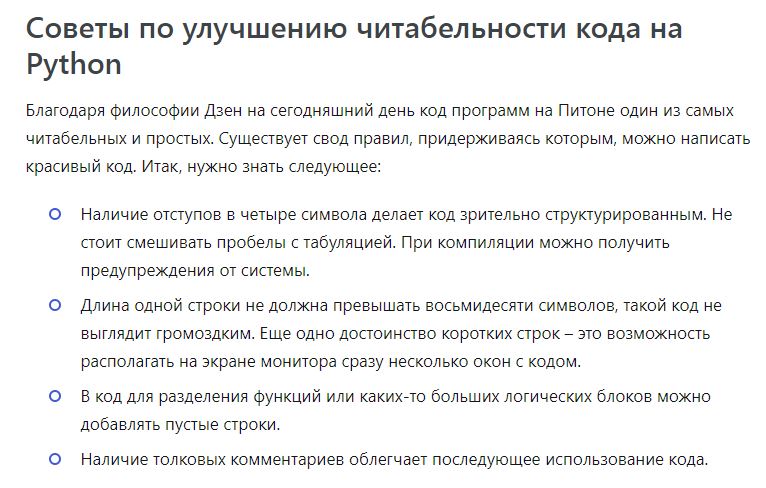 Советы по улучшению читабельности кода на
Python
Благодаря философии Дзен на сегодняшний день код программ на Питоне один из самых
читабельных и простых. Существует свод правил, придерживаясь которым, можно написать
красивый код. Итак, нужно знать следующее:
Наличие отступов в четыре символа делает код зрительно структурированным. Не
стоит смешивать пробелы с табуляцией. При компиляции можно получить
предупреждения от системы.
Длина одной строки не должна превышать восьмидесяти символов, такой код не
выглядит громоздким. Еще одно достоинство коротких строк – это возможность
располагать на экране монитора сразу несколько окон с кодом.
В код для разделения функций или каких-то больших логических блоков можно
добавлять пустые строки.
Наличие толковых комментариев облегчает последующее использование кода.